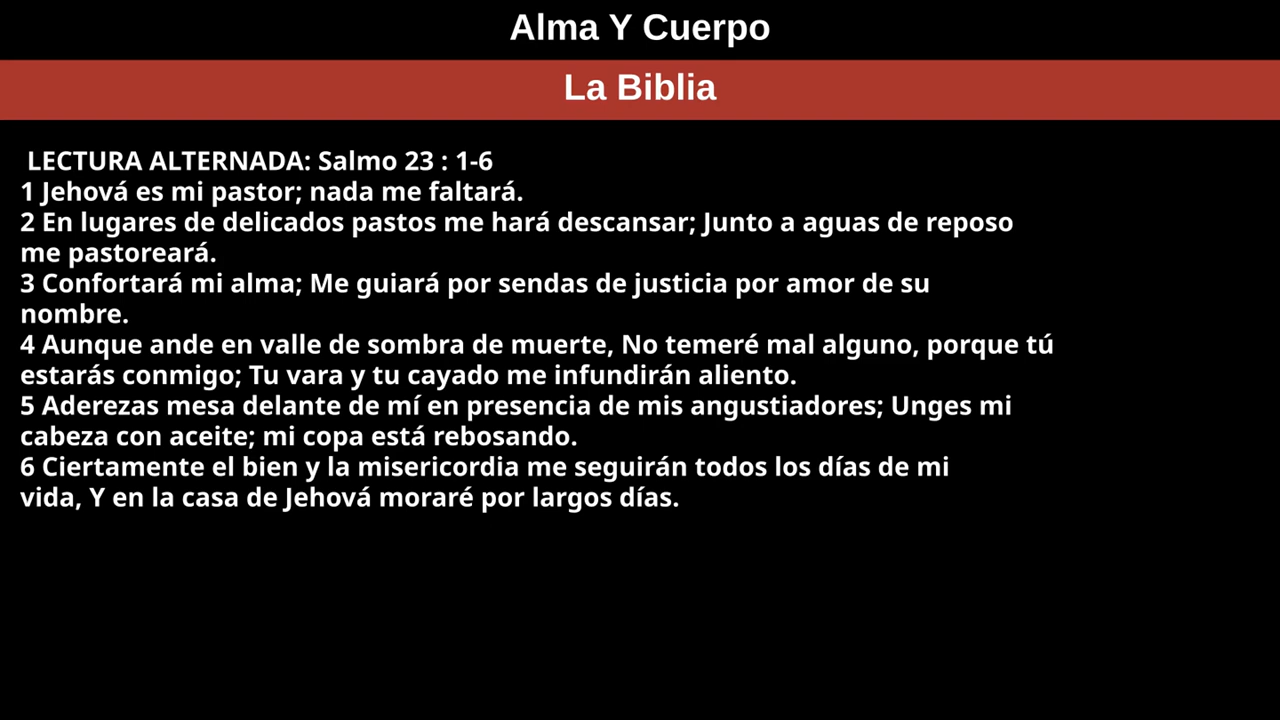 Alma Y Cuerpo
La Biblia
LECTURA ALTERNADA: Salmo 23 : 1-6
1 Jehová es mi pastor; nada me faltará.
2 En lugares de delicados pastos me hará descansar; Junto a aguas de reposo
me pastoreará.
3 Confortará mi alma; Me guiará por sendas de justicia por amor de su
nombre.
4 Aunque ande en valle de sombra de muerte, No temeré mal alguno, porque tú
estarás conmigo; Tu vara y tu cayado me infundirán aliento.
5 Aderezas mesa delante de mí en presencia de mis angustiadores; Unges mi
cabeza con aceite; mi copa está rebosando.
6 Ciertamente el bien y la misericordia me seguirán todos los días de mi
vida, Y en la casa de Jehová moraré por largos días.